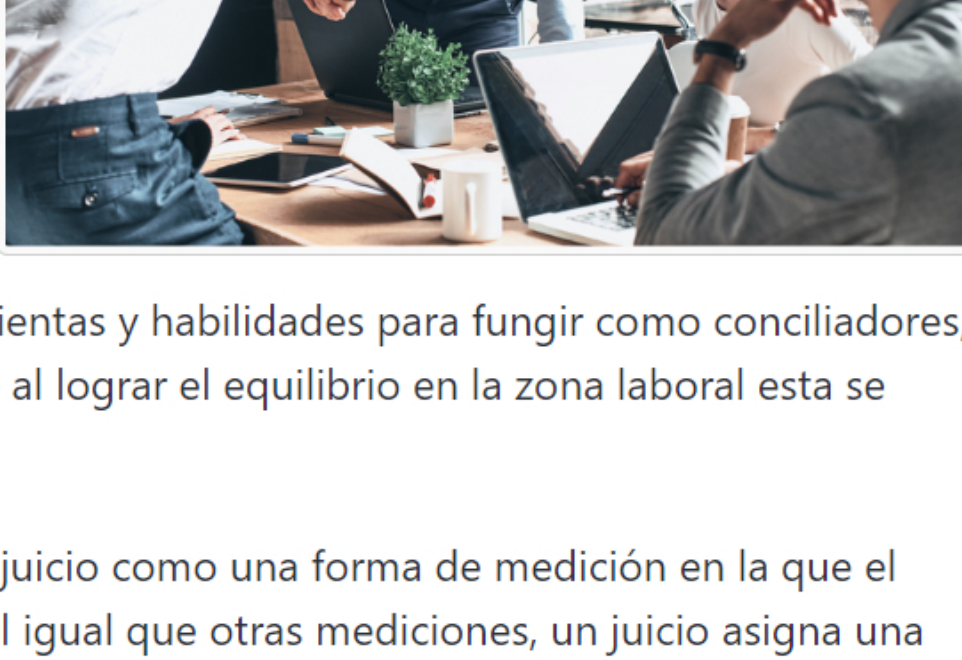 y habilidades para fungir como conciliadores,
al lograr el equilibrio en la zona laboral esta se
juicio como una forma de medición en la que el
igual que otras mediciones, un juicio asigna una